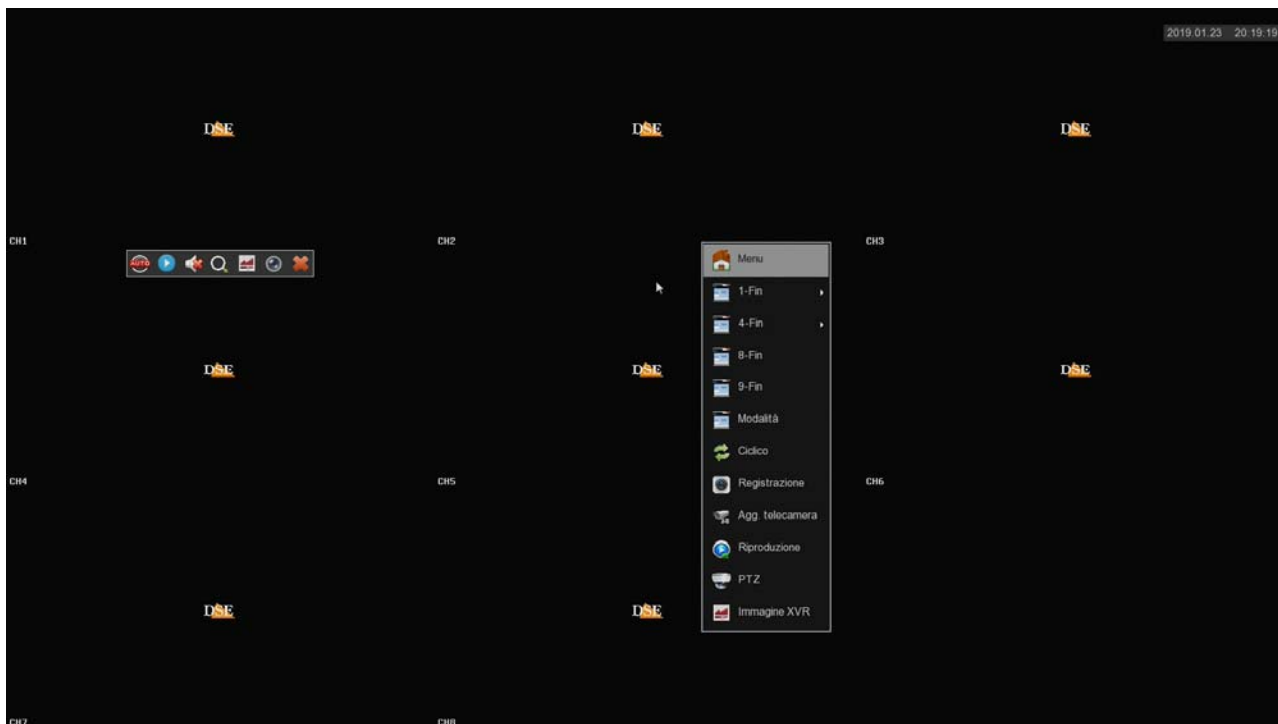 2019.01.23 20:19:19
DSE DSE DSE
CH1 CH2 CH3
AUTO
Menu
1-Fin
4-Fin
8-Fin
9-Fin
Modalità
Ciclico
Registrazione
Agg. telecamera
Riproduzione
PTZ
Immagine XVR
DSE DSE DSE
CH4 CH5 CH6
DSE DSE
CH7 CH8